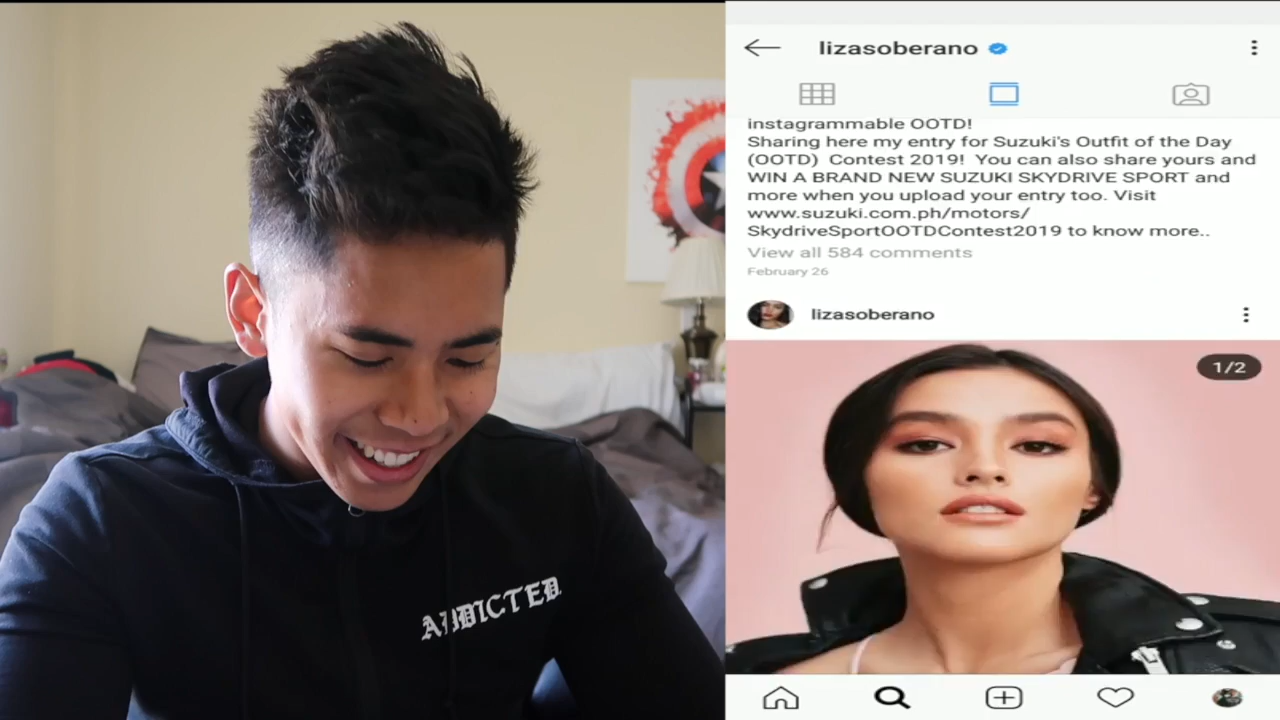 lizasoberano
instagrammable OOTD!
Sharing here my entry for Suzuki's Outfit of the Day
(OOTD) Contest 2019! You can also share yours and
WIN A BRAND NEW SUZUKI SKYDRIVE SPORT and
more when you upload your entry too. Visit
www.suzuki.com.ph/motors/
SkydriveSportOOTDContest2019 to know more..
View all 584 comments
February 26
lizasoberano
1/2
ADDICTED